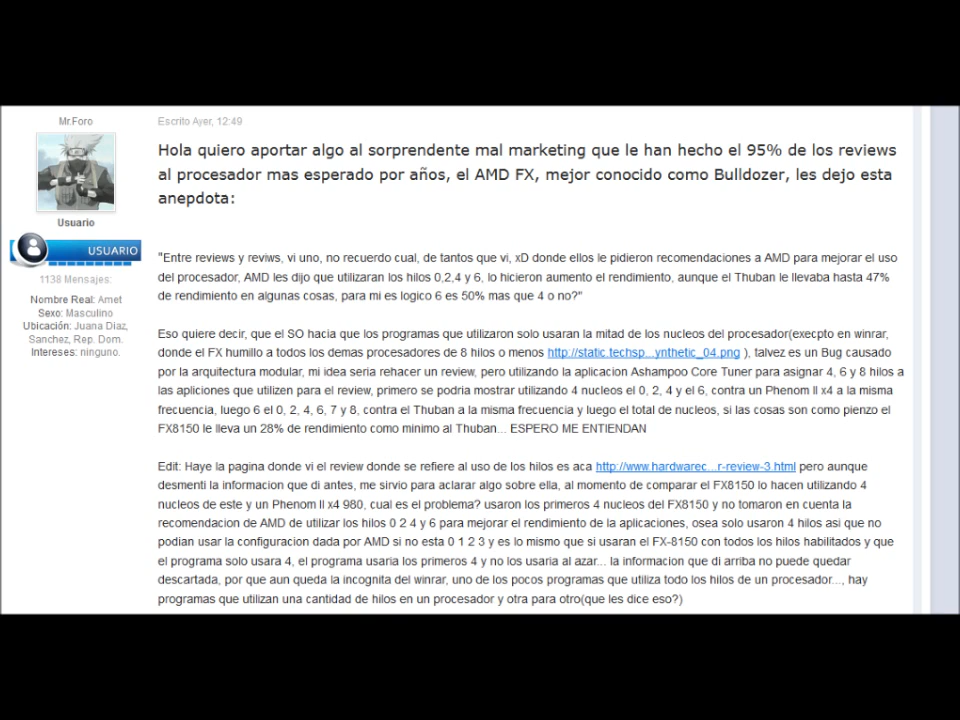 Mr.Foro
Escrito Ayer, 12:49
Hola quiero aportar algo al sorprendente mal marketing que le han hecho el 95% de los reviews
al procesador mas esperado por años, el AMD FX, mejor conocido como Bulldozer, les dejo esta
anepdota:
Usuario
USUARIO
1138 Mensajes:
Nombre Real: Amet
Sexo: Masculino
Ubicación: Juana Diaz,
Sanchez, Rep. Dom.
Intereses: ninguno.
"Entre reviews y reviws, vi uno, no recuerdo cual, de tantos que vi, xD donde ellos le pidieron recomendaciones a AMD para mejorar el uso
del procesador, AMD les dijo que utilizaran los hilos 0,2,4 y 6, lo hicieron aumento el rendimiento, aunque el Thuban le llevaba hasta 47%
de rendimiento en algunas cosas, para mi es logico 6 es 50% mas que 4 o no?"
Eso quiere decir, que el SO hacia que los programas que utilizaron solo usaran la mitad de los nucleos del procesador(execpto en winrar,
donde el FX humillo a todos los demas procesadores de 8 hilos o menos http://static.techsp...ynthetic_04.png ), talvez es un Bug causado
por la arquitectura modular, mi idea seria rehacer un review, pero utilizando la aplicacion Ashampoo Core Tuner para asignar 4, 6 y 8 hilos a
las apliciones que utilizen para el review, primero se podria mostrar utilizando 4 nucleos el 0, 2, 4 y el 6, contra un Phenom II x4 a la misma
frecuencia, luego 6 el 0, 2, 4, 6, 7 y 8, contra el Thuban a la misma frecuencia y luego el total de nucleos, si las cosas son como pienzo el
FX8150 le lleva un 28% de rendimiento como minimo al Thuban... ESPERO ME ENTIENDAN
Edit: Haye la pagina donde vi el review donde se refiere al uso de los hilos es aca http://www.hardwarec...r-review-3.html pero aunque
desmenti la informacion que di antes, me sirvio para aclarar algo sobre ella, al momento de comparar el FX8150 lo hacen utilizando 4
nucleos de este y un Phenom II x4 980, cual es el problema? usaron los primeros 4 nucleos del FX8150 y no tomaron en cuenta la
recomendacion de AMD de utilizar los hilos 0 2 4 y 6 para mejorar el rendimiento de la aplicaciones, osea solo usaron 4 hilos asi que no
podian usar la configuracion dada por AMD si no esta 0 1 2 3 y es lo mismo que si usaran el FX-8150 con todos los hilos habilitados y que
el programa solo usara 4, el programa usaria los primeros 4 y no los usaria al azar... la informacion que di arriba no puede quedar
descartada, por que aun queda la incognita del winrar, uno de los pocos programas que utiliza todo los hilos de un procesador..., hay
programas que utilizan una cantidad de hilos en un procesador y otra para otro(que les dice eso?)